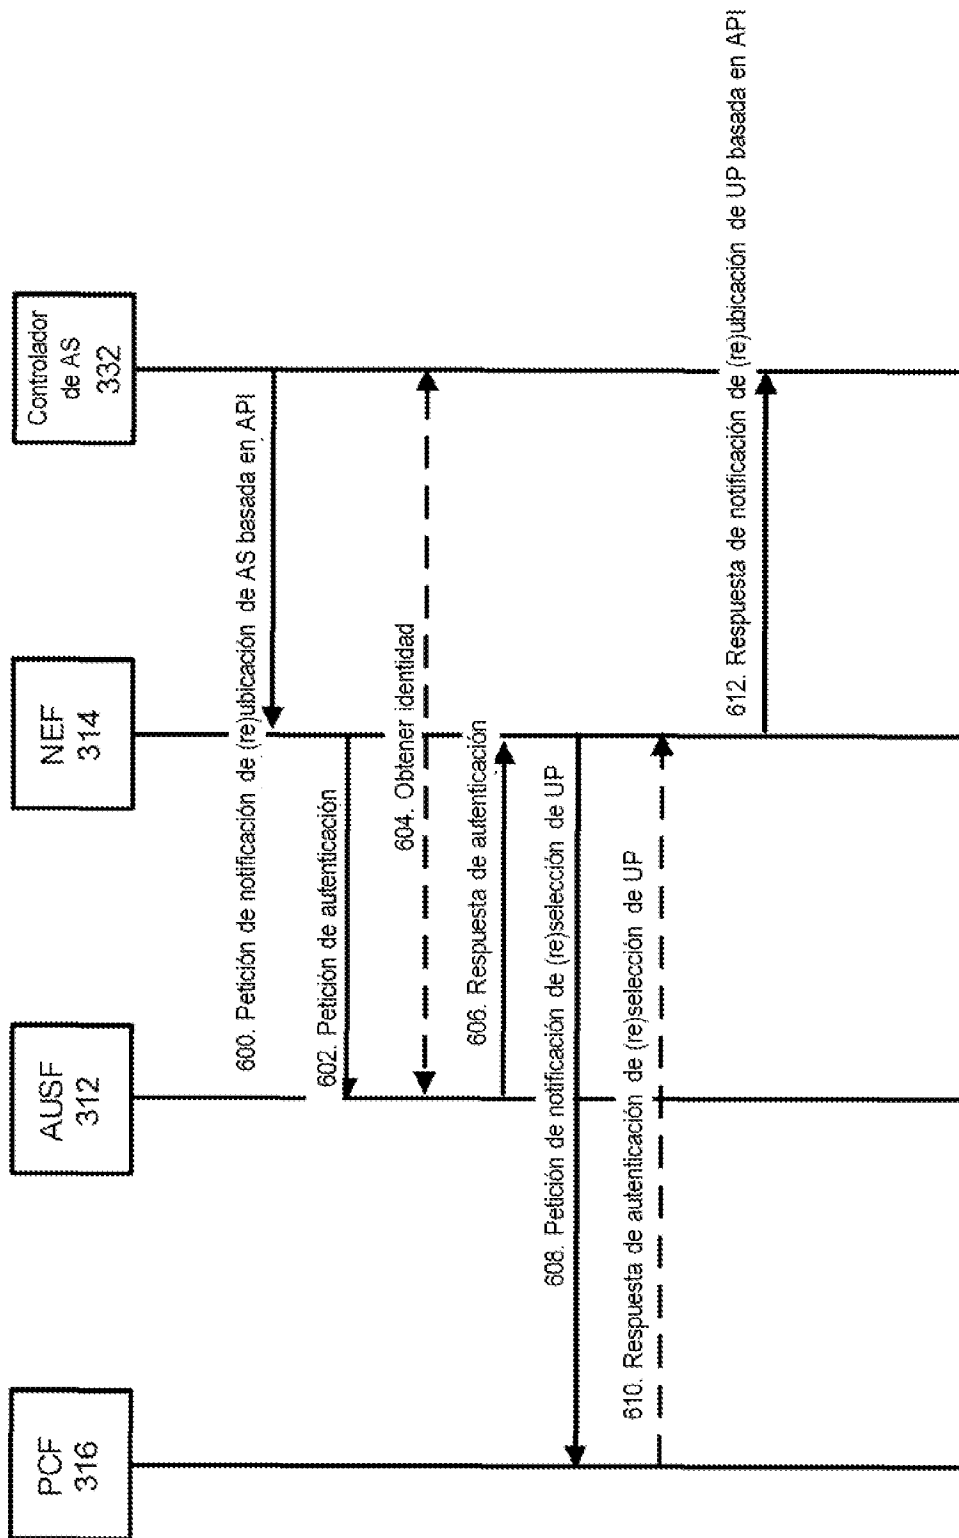 PCF
316
AUSF
312
NEF
314
Controlador
de AS
332
600. Petición de notificación de (re)ubicación de AS basada en API
602. Petición de autenticación
604. Obtener identidad
606. Respuesta de autenticación
608. Petición de notificación de (re)selección de UP
610. Respuesta de autenticación de (re)selección de UP
612. Respuesta de notificación de (re)ubicación de UP basada en API